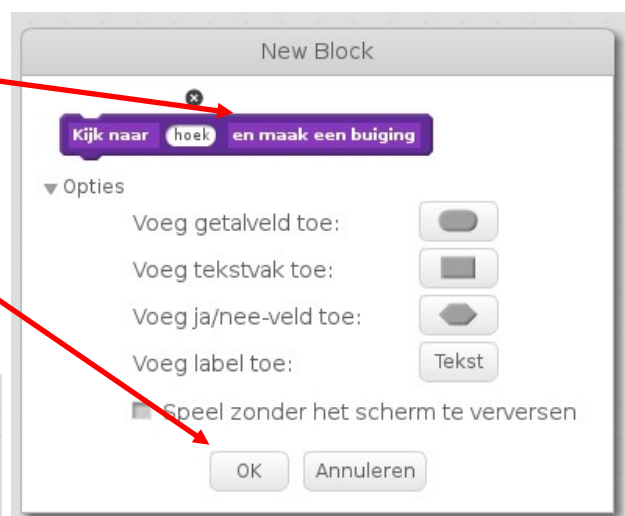 New Block
Kijk naar hoek en maak een buiging
Opties
Voeg getalveld toe:
Voeg tekstvak toe:
Voeg ja/nee-veld toe:
Voeg label toe: Tekst
Speel zonder het scherm te verversen
OK Annuleren